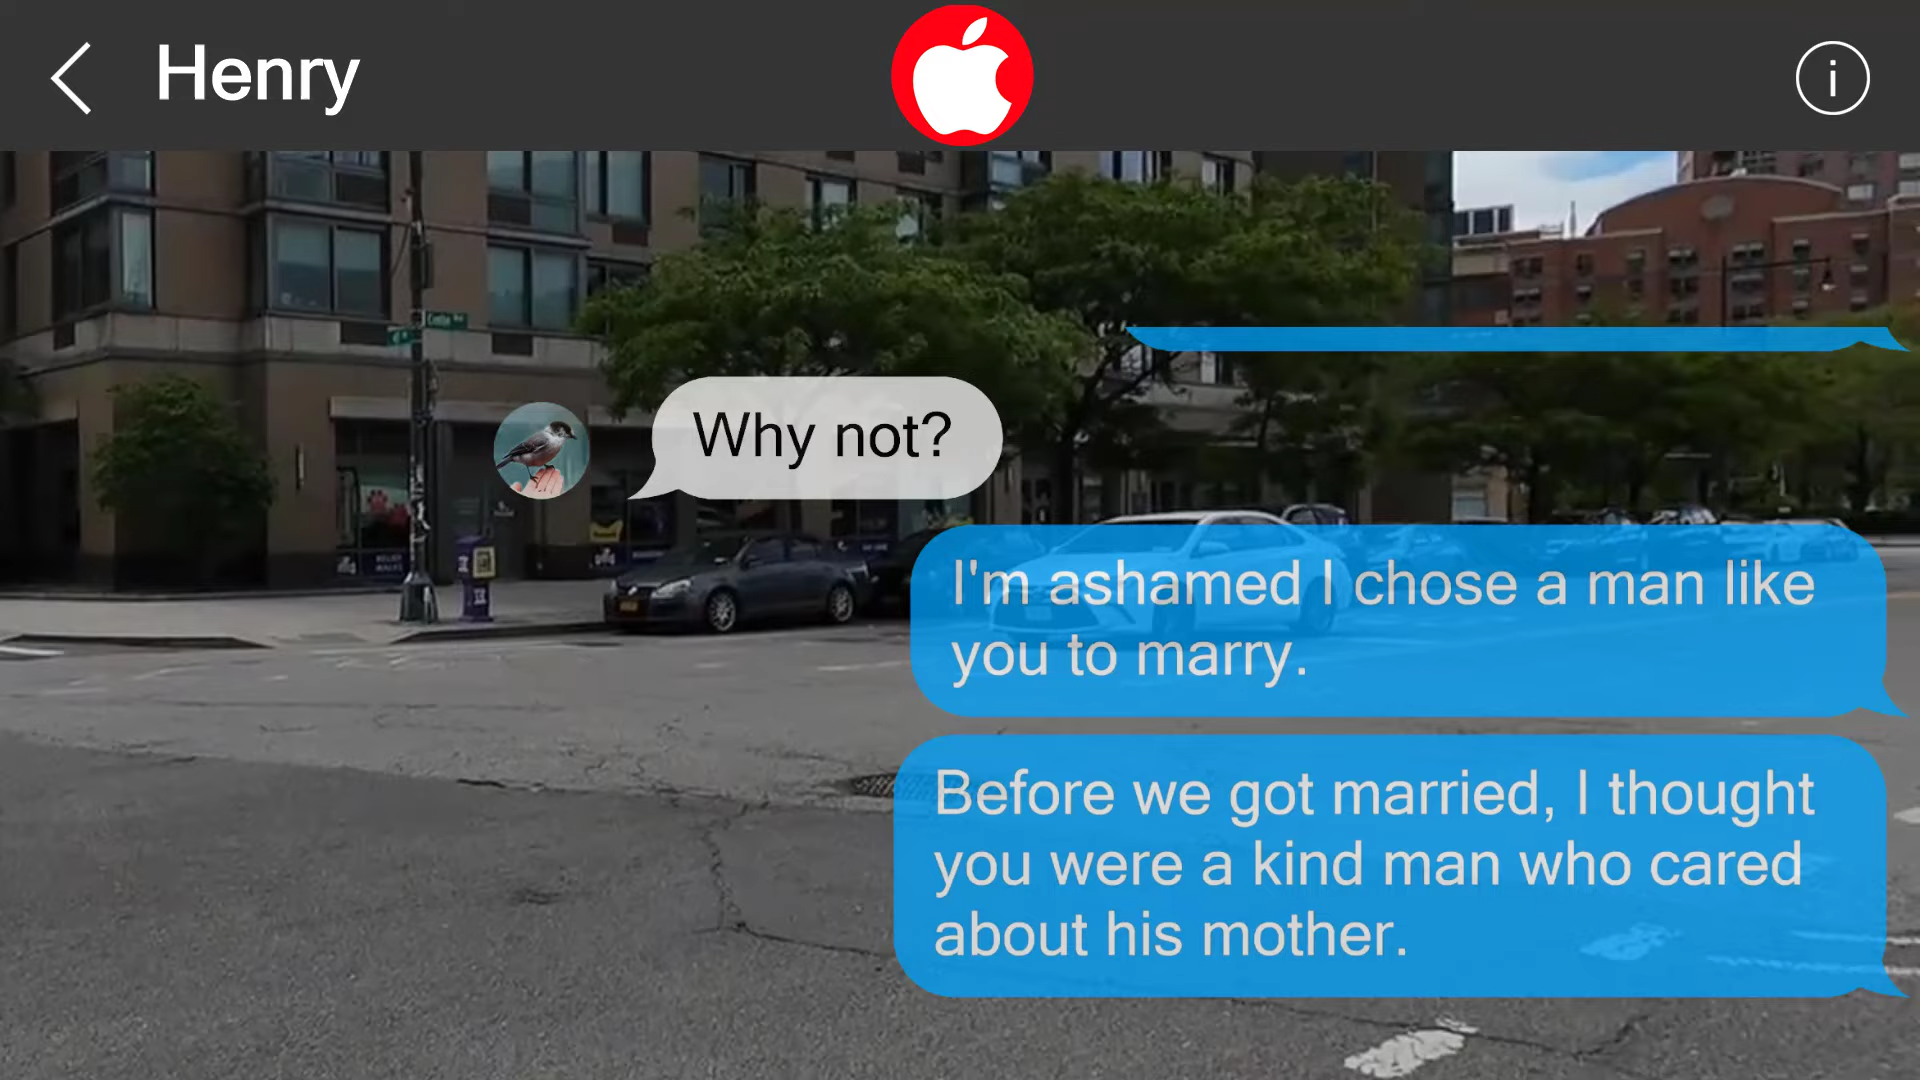 Henry
Why not?
I'm ashamed I chose a man like
you to marry.
Before we got married, I thought
you were a kind man who cared
about his mother.